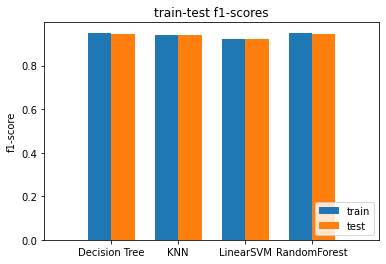 train-test f1-scores
f1-score
0.8
0.6
0.4
0.2
0.0
Decision Tree KNN LinearSVM RandomForest
train
test